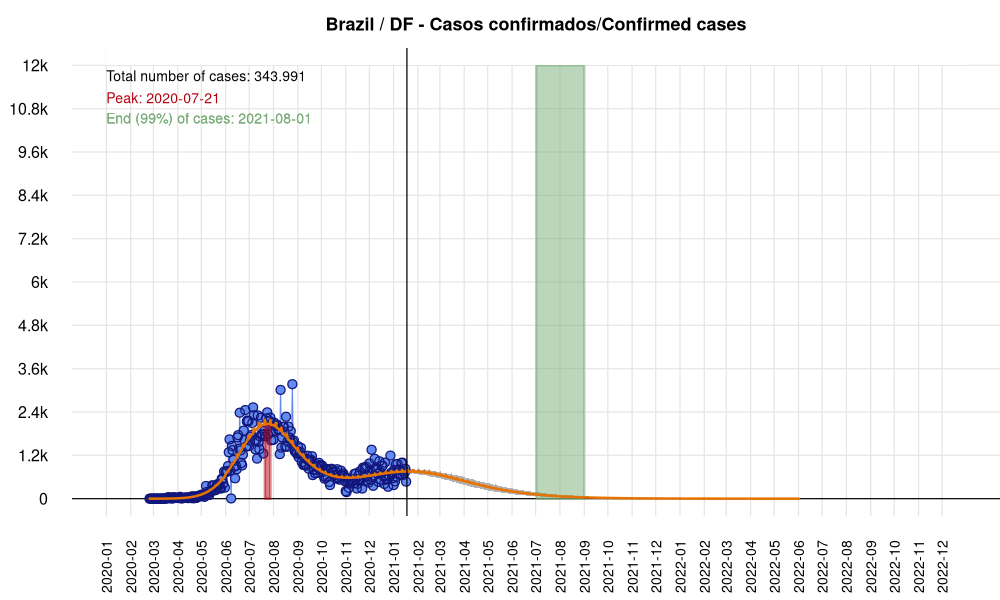 Brazil / DF - Casos confirmados/Confirmed cases
Total number of cases: 343.991
Peak: 2020-07-21
End (99%) of cases: 2021-08-01
12k
10.8k
9.6k
8.4k
7.2k
6k
4.8k
3.6k
2.4k
1.2k
0
2020-01
2020-02
2020-03
2020-04
2020-05
2020-06
2020-07
2020-08
2020-09
2020-10
2020-11
2020-12
2021-01
2021-02
2021-03
2021-04
2021-05
2021-06
2021-07
2021-08
2021-09
2021-10
2021-11
2021-12
2022-01
2022-02
2022-03
2022-04
2022-05
2022-06
2022-07
2022-08
2022-09
2022-10
2022-11
2022-12